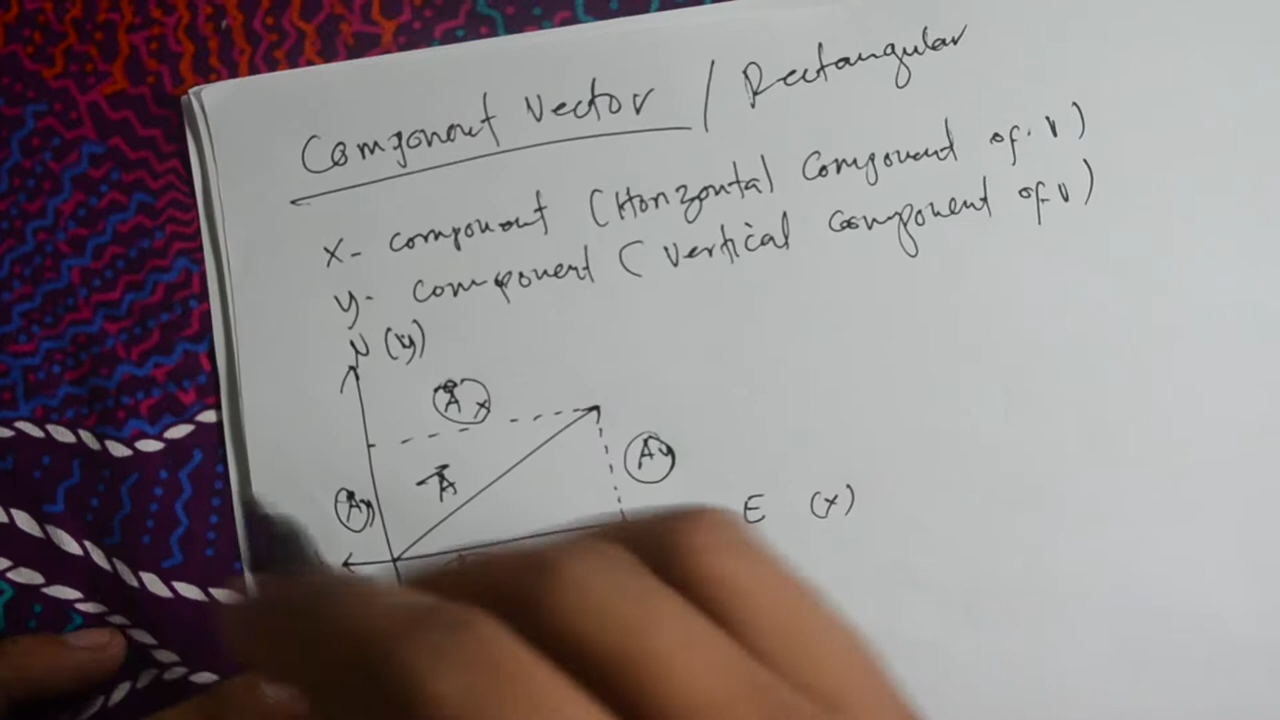 Component Vector / Rectangular
x- component (Horizontal component of v)
y- component (vertical component of v)
N (y)
Ax
A
Ay
Ay
E (x)